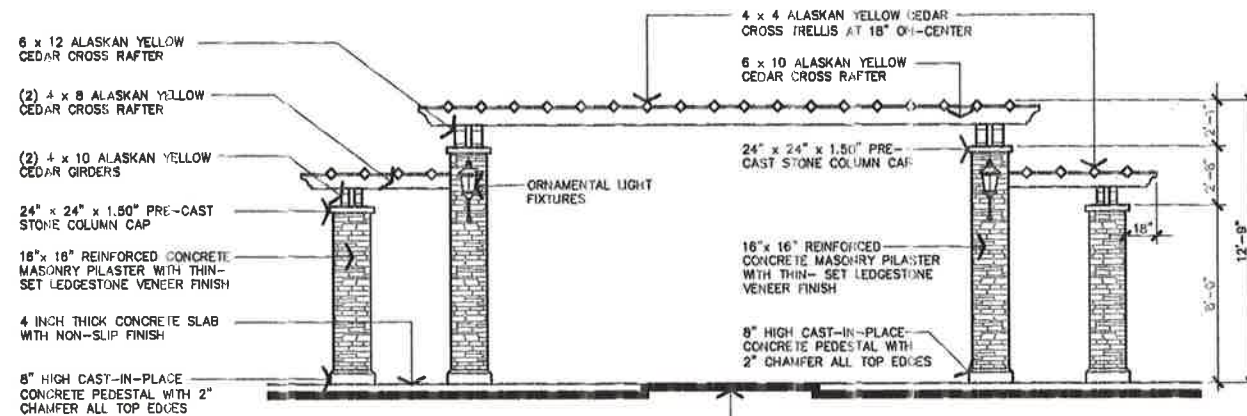 6 x 12 ALASKAN YELLOW
CEDAR CROSS RAFTER
(2) 4 x 8 ALASKAN YELLOW
CEDAR CROSS RAFTER
(2) 4 x 10 ALASKAN YELLOW
CEDAR GIRDERS
24" x 24" x 1.50" PRE-CAST
STONE COLUMN CAP
16"x 16" REINFORCED CONCRETE
MASONRY PILASTER WITH THIN-
SET LEDGESTONE VENEER FINISH
4 INCH THICK CONCRETE SLAB
WITH NON-SLIP FINISH
8" HIGH CAST-IN-PLACE
CONCRETE PEDESTAL WITH 2"
CHAMFER ALL TOP EDGES
ORNAMENTAL LIGHT
FIXTURES
4 x 4 ALASKAN YELLOW CEDAR
CROSS TRELLIS AT 18" ON-CENTER
6 x 10 ALASKAN YELLOW
CEDAR CROSS RAFTER
24" x 24" x 1.50" PRE-
CAST STONE COLUMN CAP
16"x 16" REINFORCED
CONCRETE MASONRY PILASTER
WITH THIN- SET LEDGESTONE
VENEER FINISH
8" HIGH CAST-IN-PLACE
CONCRETE PEDESTAL WITH
2" CHAMFER ALL TOP EDGES
18"
2'-1"
2'-8"
8'-0"
12'-9"